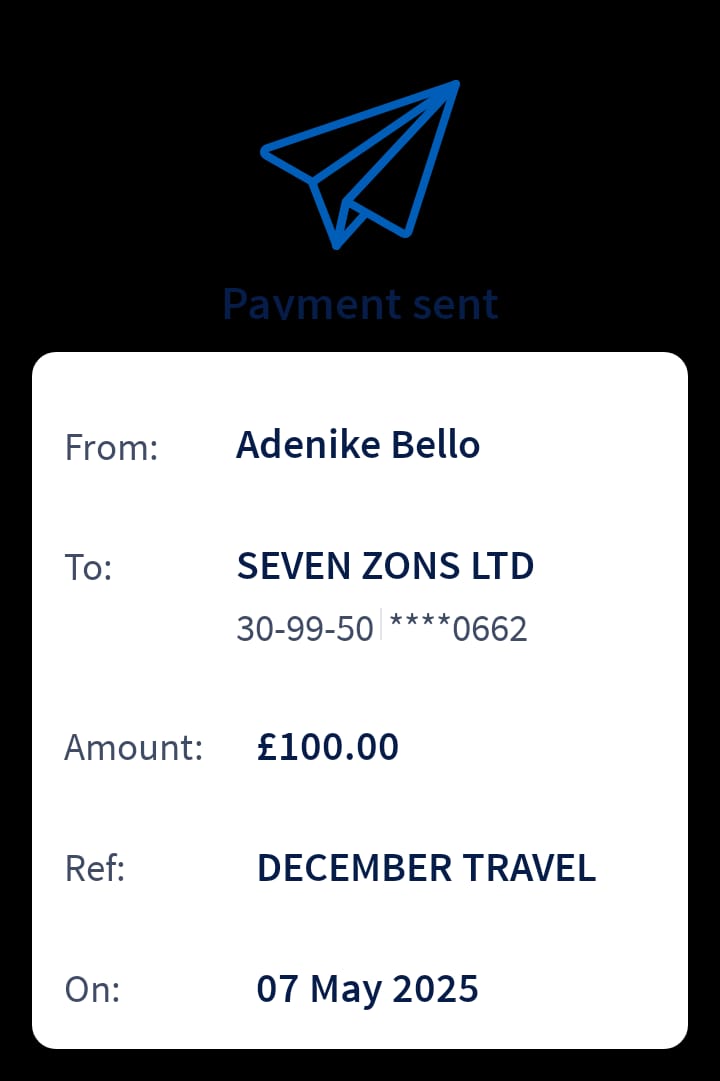 Payment sent
From: Adenike Bello
To: SEVEN ZONS LTD
30-99-50 ****0662
Amount: £100.00
Ref: DECEMBER TRAVEL
On: 07 May 2025